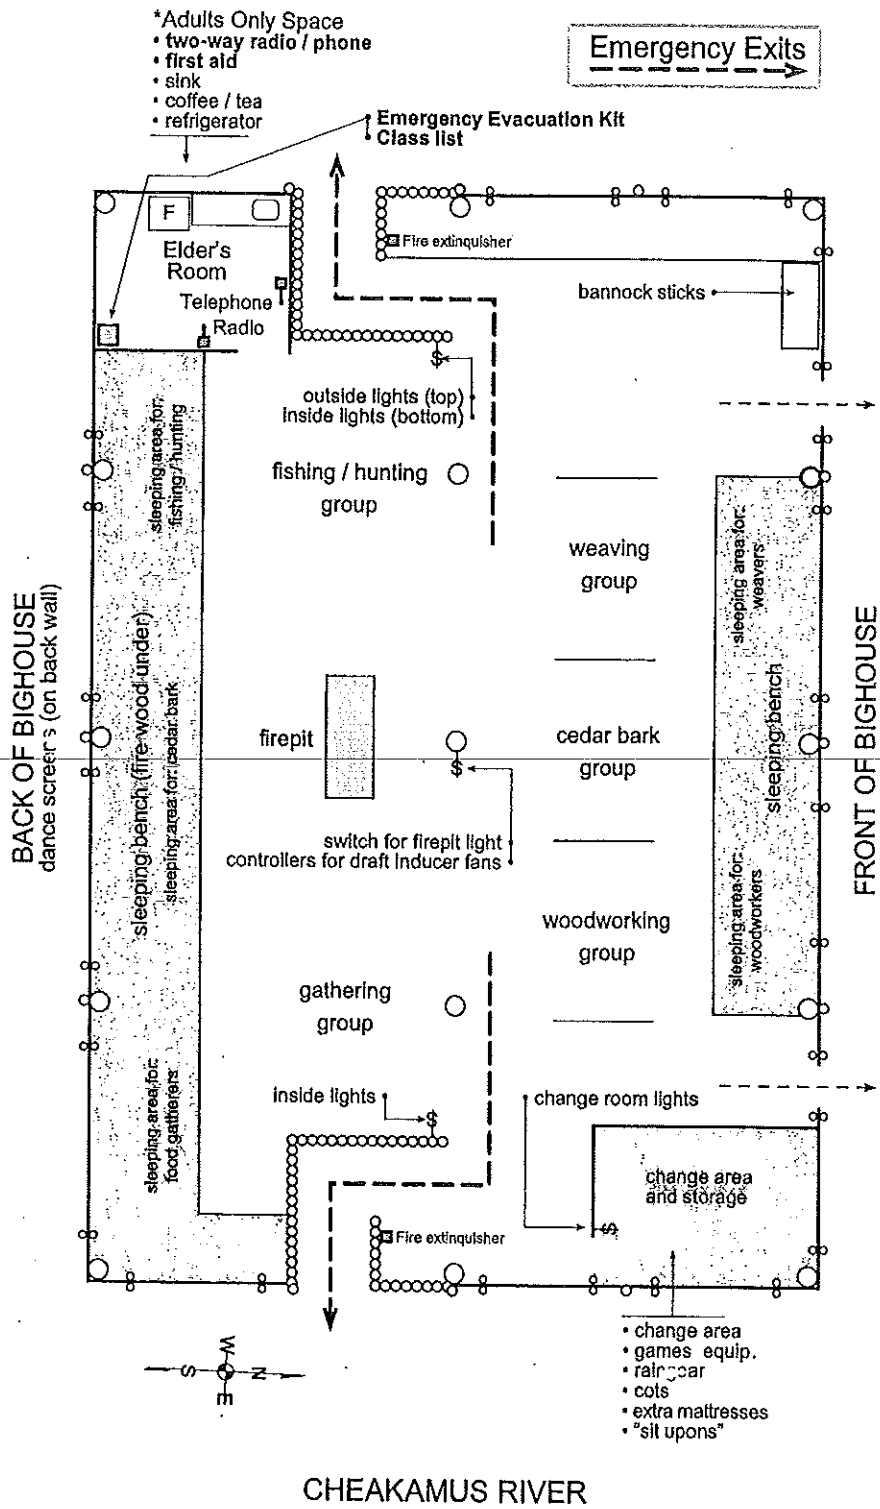 *Adults Only Space
• two-way radio / phone
• first aid
• sink
• coffee / tea
• refrigerator
Emergency Exits
Emergency Evacuation Kit
Class list
F
Elder's
Room
Telephone
Radio
Fire extinguisher
bannock sticks
$
outside lights (top)
inside lights (bottom)
sleeping area for:
fishing / hunting
fishing / hunting
group
weaving
group
sleeping area for:
weavers
BACK OF BIGHOUSE
dance screens (on back wall)
sleeping bench (fire wood under)
sleeping area for: cedar bark
firepit
$
cedar bark
group
sleeping bench
FRONT OF BIGHOUSE
switch for firepit light
controllers for draft inducer fans
woodworking
group
sleeping area for:
woodworkers
gathering
group
sleeping area for:
food gatherers
inside lights
$
change room lights
change area
and storage
$
Fire extinguisher
• change area
• games equip.
• raingear
• cots
• extra mattresses
• "sit upons"
W
S
N
E
CHEAKAMUS RIVER